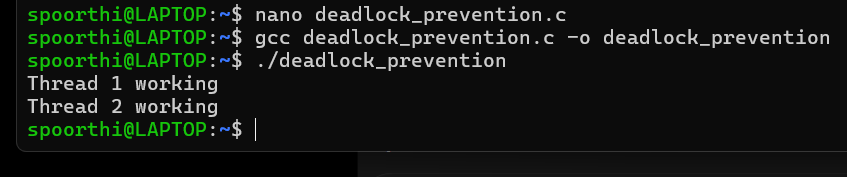 spoorthi@LAPTOP:~$ nano deadlock_prevention.c
spoorthi@LAPTOP:~$ gcc deadlock_prevention.c -o deadlock_prevention
spoorthi@LAPTOP:~$ ./deadlock_prevention
Thread 1 working
Thread 2 working
spoorthi@LAPTOP:~$